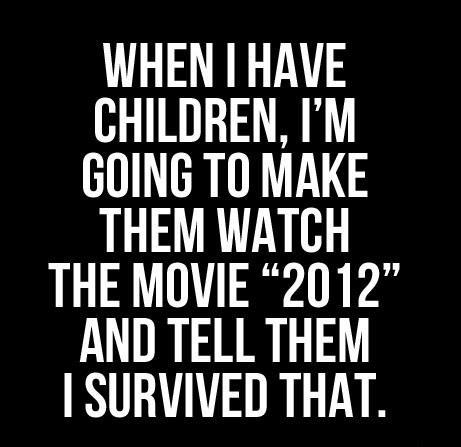 WHEN I HAVE
CHILDREN, I’M
GOING TO MAKE
THEM WATCH
THE MOVIE “2012”
AND TELL THEM
I SURVIVED THAT.